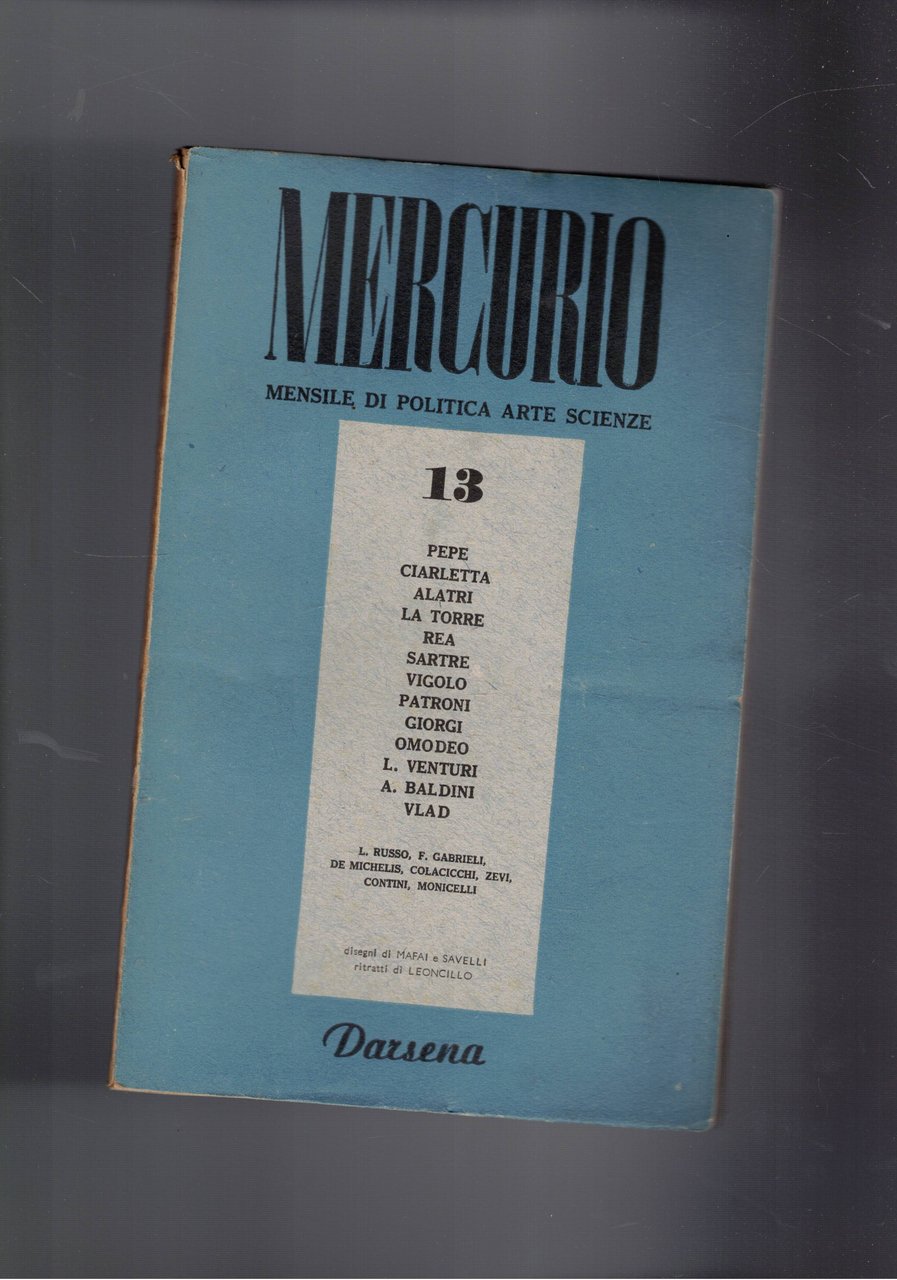 MERCURIO
MENSILE DI POLITICA ARTE SCIENZE
13
PEPE
CIARLETTA
ALATRI
LA TORRE
REA
SARTRE
VIGOLO
PATRONI
GIORGI
OMODEO
L. VENTURI
A. BALDINI
VLAD
L. RUSSO, F. GABRIELI,
DE MICHELIS, COLACICCHI, ZEVI,
CONTINI, MONICELLI
disegni di MAFAI e SAVELLI
ritratti di LEONCILLO
Darsena